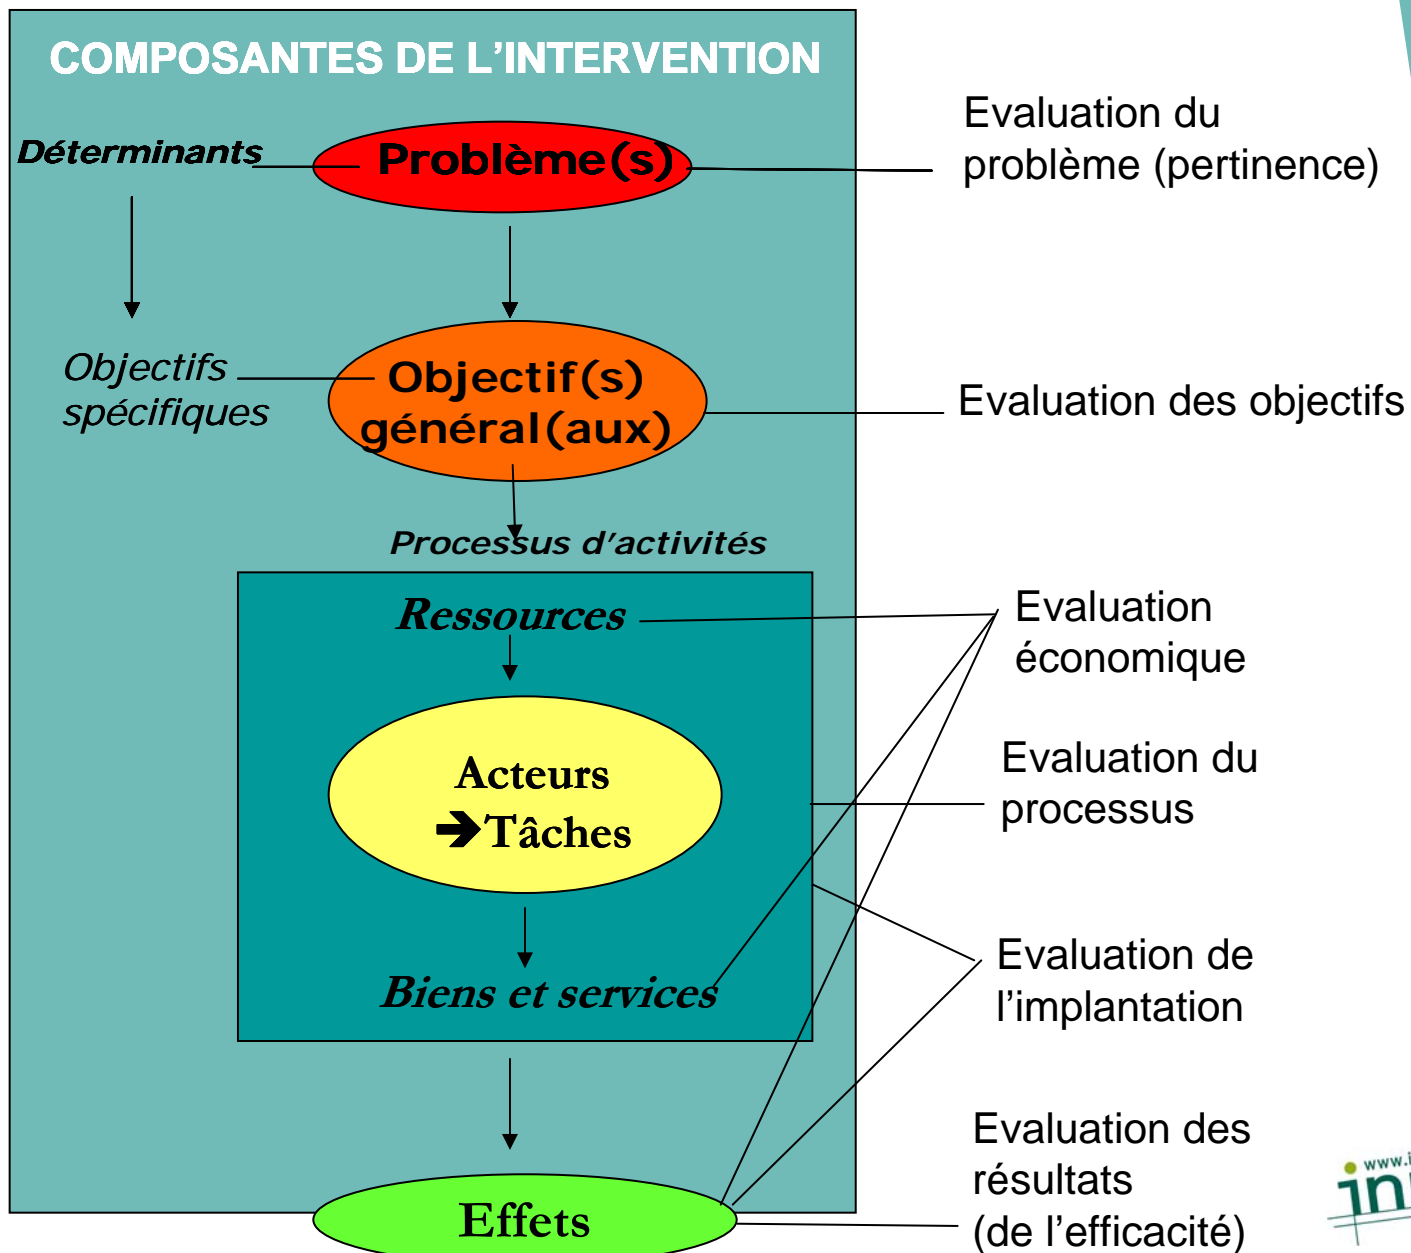 COMPOSANTES DE L’INTERVENTION
Déterminants
Problème(s)
Evaluation du
problème (pertinence)
Objectifs
spécifiques
Objectif(s)
général(aux)
Evaluation des objectifs
Processus d’activités
Ressources
Evaluation
économique
Acteurs
➔Tâches
Evaluation du
processus
Biens et services
Evaluation de
l’implantation
Effets
Evaluation des
résultats
(de l’efficacité)